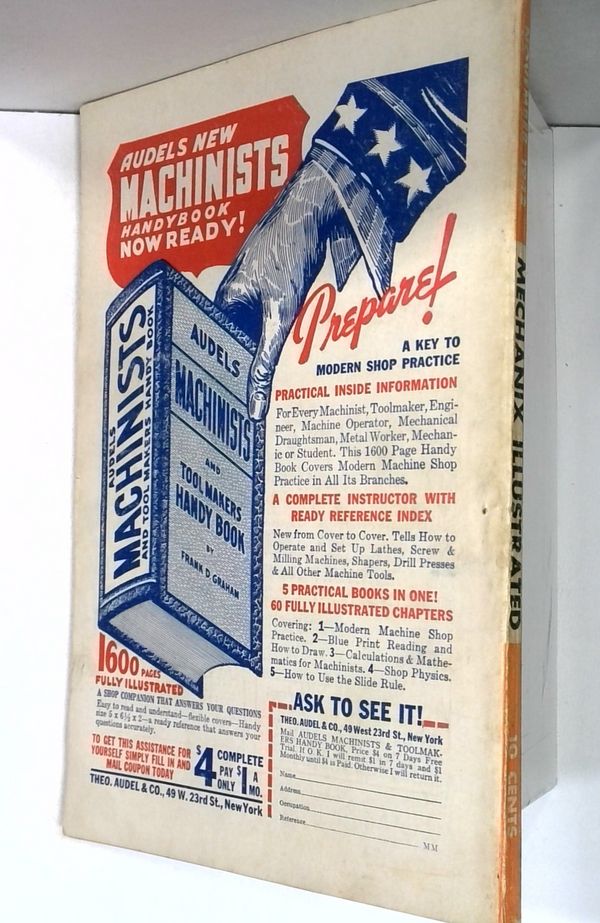 AUDELS NEW
MACHINISTS
HANDYBOOK
NOW READY!
AUDELS
MACHINISTS
AND TOOL MAKERS HANDY BOOK
AUDELS
MACHINISTS
AND
TOOL MAKERS
HANDY BOOK
BY
FRANK D GRAHAM
Prepare!
A KEY TO
MODERN SHOP PRACTICE
PRACTICAL INSIDE INFORMATION
For Every Machinist, Toolmaker, Engi-
neer, Machine Operator, Mechanical
Draughtsman, Metal Worker, Mechan-
ic or Student. This 1600 Page Handy
Book Covers Modern Machine Shop
Practice in All Its Branches.
A COMPLETE INSTRUCTOR WITH
READY REFERENCE INDEX
New from Cover to Cover. Tells How to
Operate and Set Up Lathes, Screw &
Milling Machines, Shapers, Drill Presses
& All Other Machine Tools.
5 PRACTICAL BOOKS IN ONE!
60 FULLY ILLUSTRATED CHAPTERS
Covering: 1—Modern Machine Shop
Practice. 2—Blue Print Reading and
How to Draw. 3—Calculations & Mathe-
matics for Machinists. 4—Shop Physics.
5—How to Use the Slide Rule.
1600 PAGES
FULLY ILLUSTRATED
A SHOP COMPANION THAT ANSWERS YOUR QUESTIONS
Easy to read and understand—flexible covers—Handy
size 5 x 6½ x 2—a ready reference that answers your
questions accurately.
TO GET THIS ASSISTANCE FOR
YOURSELF SIMPLY FILL IN AND
MAIL COUPON TODAY
$4 COMPLETE
PAY ONLY $1 A MO.
THEO. AUDEL & CO., 49 W. 23rd St., New York
ASK TO SEE IT!
THEO. AUDEL & CO., 49 West 23rd St., New York
Mail AUDELS MACHINISTS & TOOLMAK-
ERS HANDY BOOK, Price $4 on 7 Days Free
Trial. If O.K. I will remit $1 in 7 days and $1
Monthly until $4 is Paid. Otherwise I will return it.
Name
Address
Occupation
Reference
MM
MECHANIX ILLUSTRATED
10 CENTS